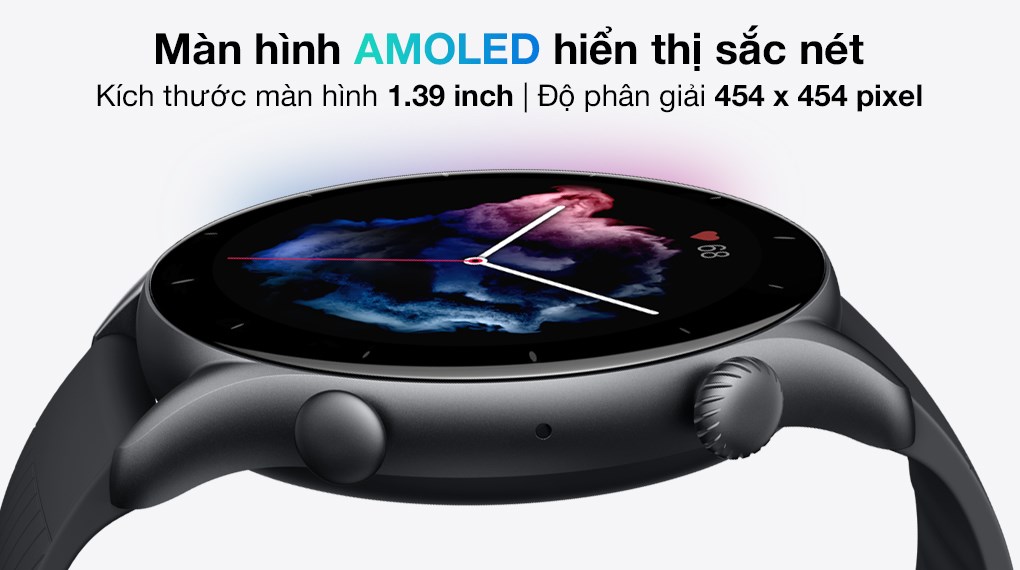 Màn hình AMOLED hiển thị sắc nét
Kích thước màn hình 1.39 inch | Độ phân giải 454 x 454 pixel
68